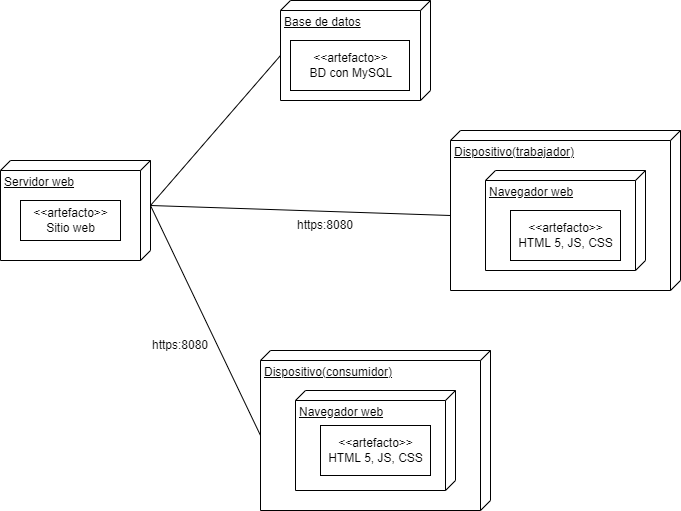 Base de datos
<<artefacto>>
BD con MySQL
Dispositivo(trabajador)
Navegador web
<<artefacto>>
HTML 5, JS, CSS
Servidor web
<<artefacto>>
Sitio web
https:8080
https:8080
Dispositivo(consumidor)
Navegador web
<<artefacto>>
HTML 5, JS, CSS